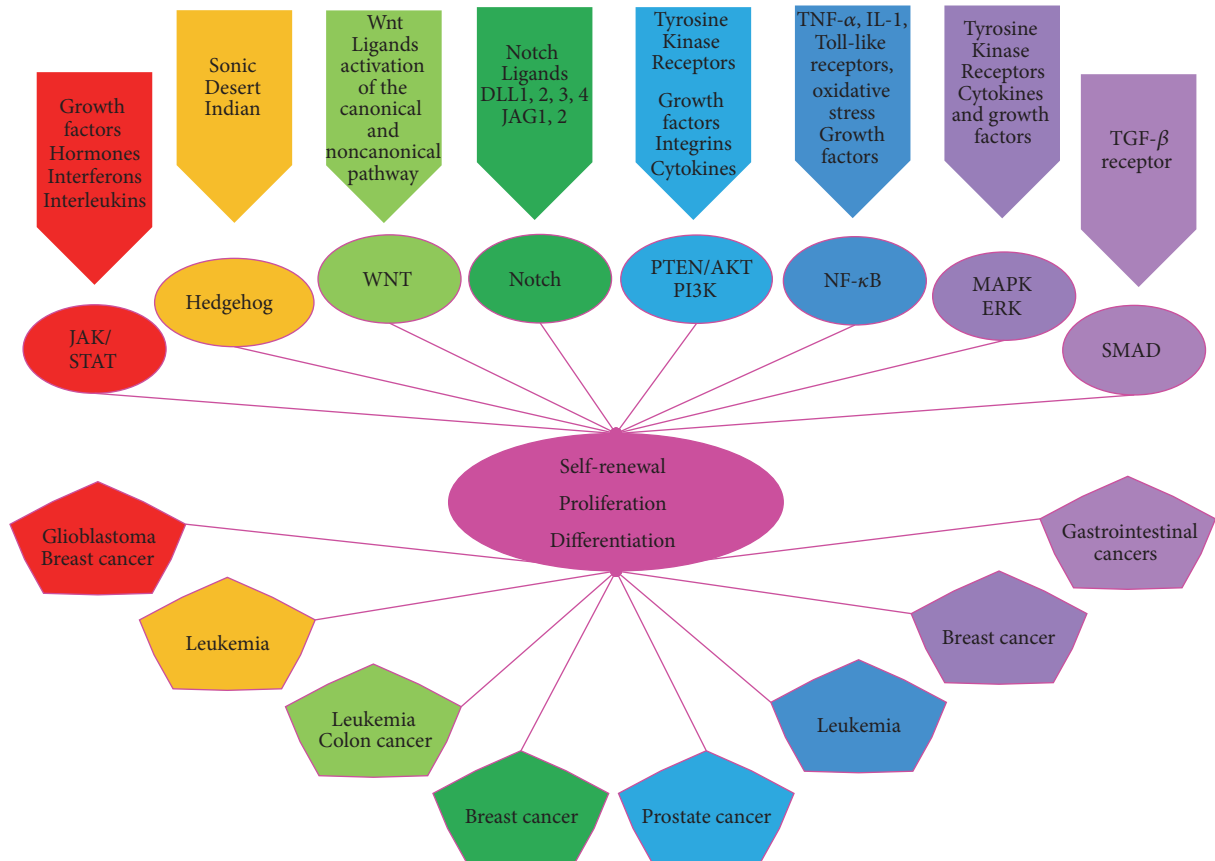 Growth
factors
Hormones
Interferons
Interleukins
Sonic
Desert
Indian
Wnt
Ligands
activation
of the
canonical
and
noncanonical
pathway
Notch
Ligands
DLL1, 2, 3, 4
JAG1, 2
Tyrosine
Kinase
Receptors
Growth
factors
Integrins
Cytokines
TNF-α, IL-1,
Toll-like
receptors,
oxidative
stress
Growth
factors
Tyrosine
Kinase
Receptors
Cytokines
and growth
factors
TGF-β
receptor
JAK/
STAT
Hedgehog
WNT
Notch
PTEN/AKT
PI3K
NF-κB
MAPK
ERK
SMAD
Self-renewal
Proliferation
Differentiation
Glioblastoma
Breast cancer
Leukemia
Leukemia
Colon cancer
Breast cancer
Prostate cancer
Leukemia
Breast cancer
Gastrointestinal
cancers